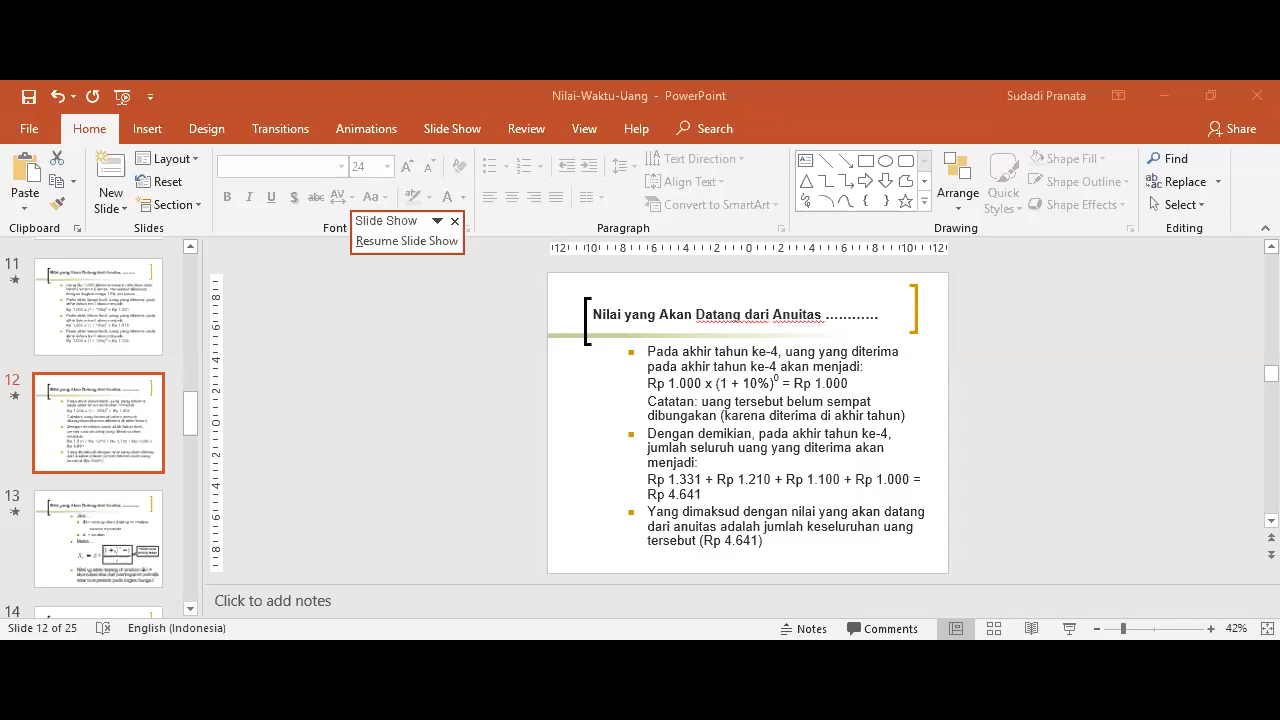 Nilai-Waktu-Uang - PowerPoint
Sudadi Pranata
File Home Insert Design Transitions Animations Slide Show Review View Help Search Share
Paste
Clipboard
New Slide
Layout
Reset
Section
Slides
24
B I U S abc AV Aa A
Font
Slide Show
Resume Slide Show
Paragraph
Text Direction
Align Text
Convert to SmartArt
Arrange
Quick Styles
Shape Fill
Shape Outline
Shape Effects
Drawing
Find
Replace
Select
Editing
11
12
13
14
Nilai yang Akan Datang dari Anuitas…………
Pada akhir tahun ke-4, uang yang diterima
pada akhir tahun ke-4 akan menjadi:
Rp 1.000 x (1 + 10%)⁰ = Rp 1.000
Catatan: uang tersebut belum sempat
dibungakan (karena diterima di akhir tahun)
Dengan demikian, pada akhir tahun ke-4,
jumlah seluruh uang yang diterima akan
menjadi:
Rp 1.331 + Rp 1.210 + Rp 1.100 + Rp 1.000 =
Rp 4.641
Yang dimaksud dengan nilai yang akan datang
dari anuitas adalah jumlah keseluruhan uang
tersebut (Rp 4.641)
Click to add notes
Slide 12 of 25 English (Indonesia) Notes Comments 42%